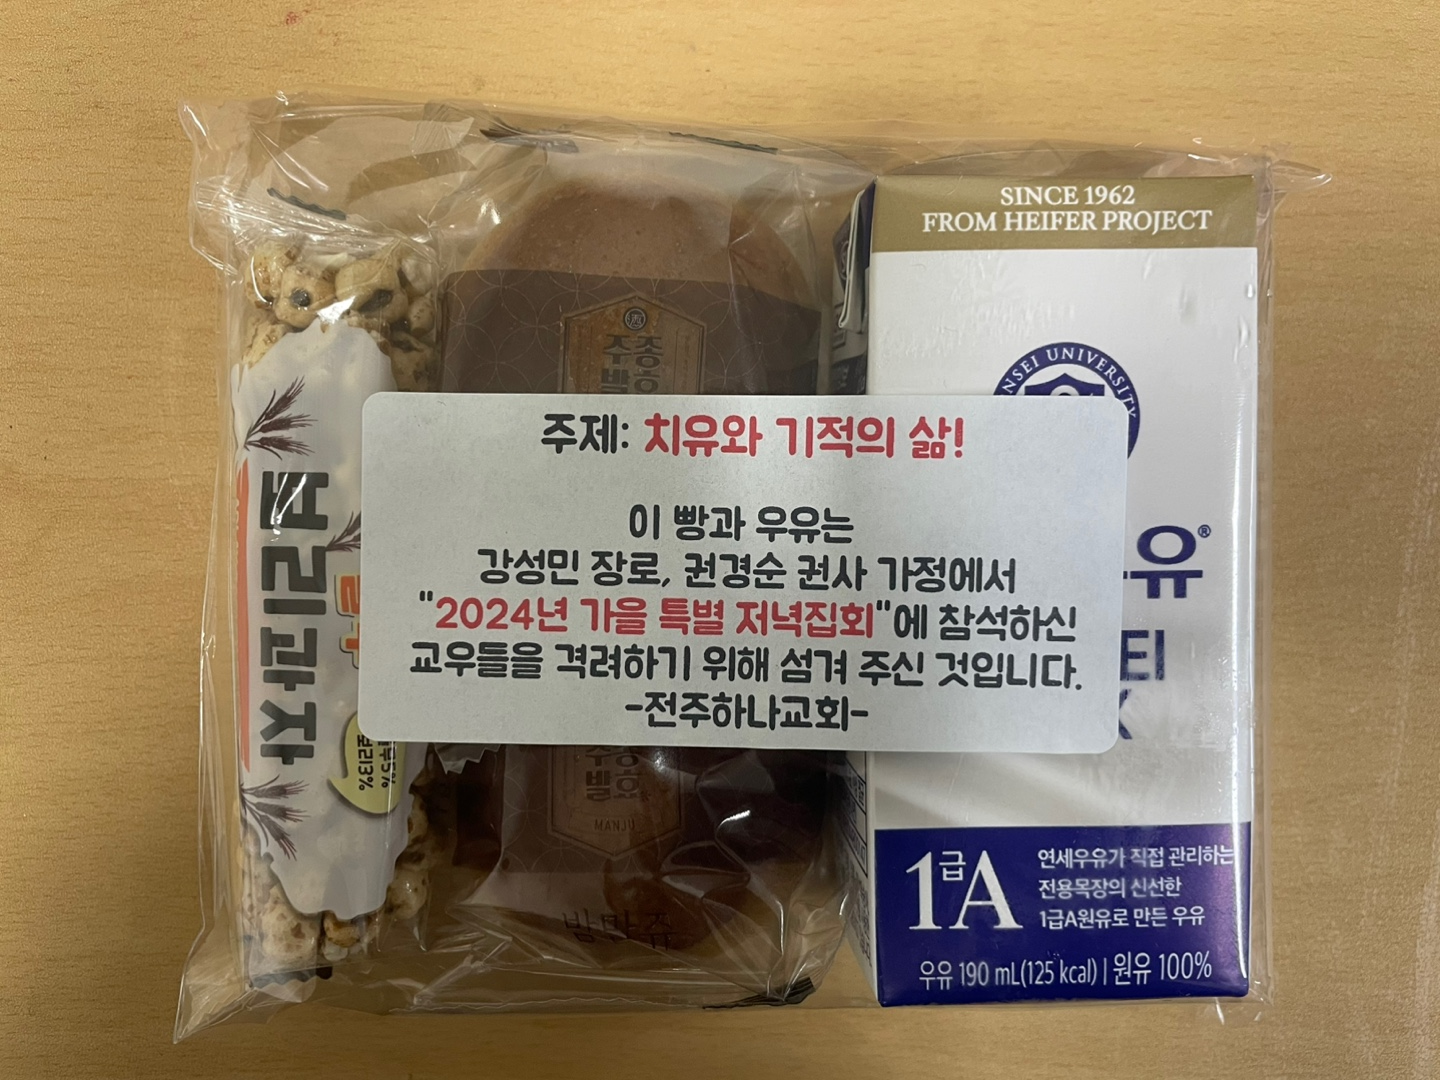 SINCE 1962
FROM HEIFER PROJECT
NSEI UNIVERSITY
주제: 치유와 기적의 삶!
이 빵과 우유는
강성민 장로, 권경순 권사 가정에서
"2024년 가을 특별 저녁집회"에 참석하신
교우들을 격려하기 위해 섬겨 주신 것입니다.
-전주하나교회-
보리과자
보리3%
MANJU
밤만쥬
유®
1급A
연세우유가 직접 관리하는
전용목장의 신선한
1급A원유로 만든 우유
우유 190 mL(125 kcal) | 원유 100%